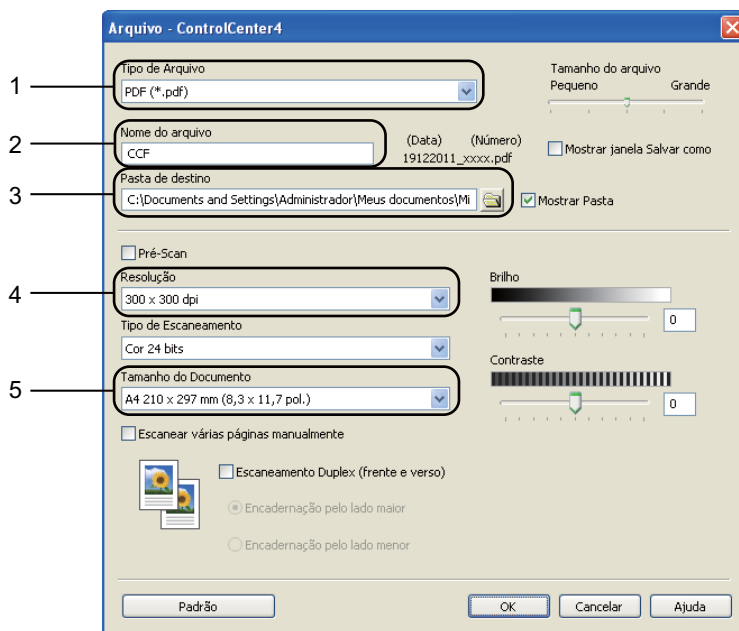 Arquivo - ControlCenter4
1
Tipo de Arquivo
PDF (*.pdf)
Tamanho do arquivo
Pequeno Grande
2
Nome do arquivo
CCF
(Data) (Número)
19122011_xxxx.pdf
Mostrar janela Salvar como
3
Pasta de destino
C:\Documents and Settings\Administrador\Meus documentos\Mi
Mostrar Pasta
Pré-Scan
4
Resolução
300 x 300 dpi
Brilho
0
Tipo de Escaneamento
Cor 24 bits
Contraste
0
5
Tamanho do Documento
A4 210 x 297 mm (8,3 x 11,7 pol.)
Escanear várias páginas manualmente
Escaneamento Duplex (frente e verso)
Encadernação pelo lado maior
Encadernação pelo lado menor
Padrão OK Cancelar Ajuda